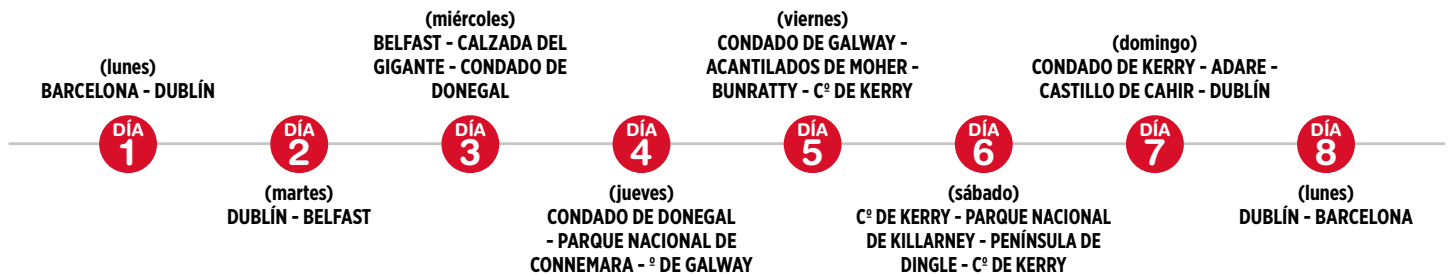 (lunes)
BARCELONA - DUBLÍN
DÍA
1
DÍA
2
(martes)
DUBLÍN - BELFAST
(miércoles)
BELFAST - CALZADA DEL
GIGANTE - CONDADO DE
DONEGAL
DÍA
3
DÍA
4
(jueves)
CONDADO DE DONEGAL
- PARQUE NACIONAL DE
CONNEMARA - º DE GALWAY
(viernes)
CONDADO DE GALWAY -
ACANTILADOS DE MOHER -
BUNRATTY - Cº DE KERRY
DÍA
5
DÍA
6
(sábado)
Cº DE KERRY - PARQUE NACIONAL
DE KILLARNEY - PENÍNSULA DE
DINGLE - Cº DE KERRY
(domingo)
CONDADO DE KERRY - ADARE -
CASTILLO DE CAHIR - DUBLÍN
DÍA
7
DÍA
8
(lunes)
DUBLÍN - BARCELONA